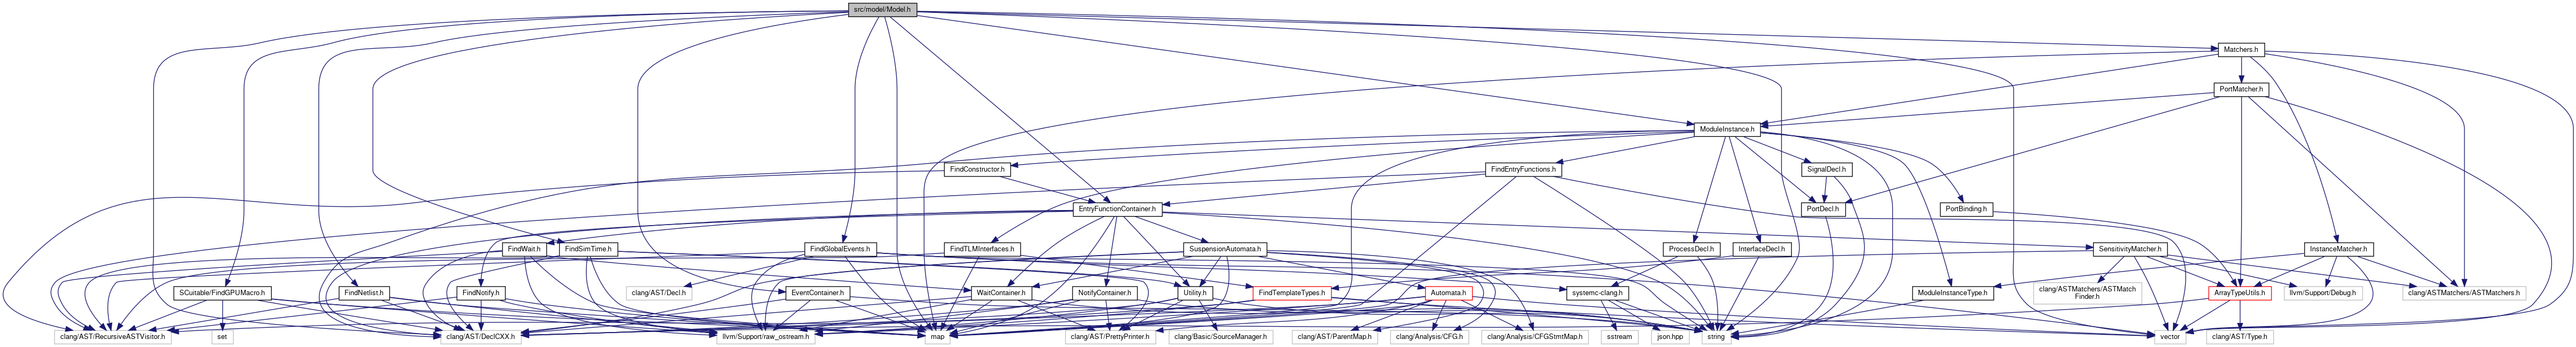 src/model/Model.h
Matchers.h
PortMatcher.h
ModuleInstance.h
FindConstructor.h
FindEntryFunctions.h
SignalDecl.h
EntryFunctionContainer.h
PortDecl.h
PortBinding.h
FindWait.h
FindSimTime.h
FindGlobalEvents.h
FindTLMInterfaces.h
SuspensionAutomata.h
ProcessDecl.h
InterfaceDecl.h
SensitivityMatcher.h
InstanceMatcher.h
SCuitable/FindGPUMacro.h
FindNetlist.h
FindNotify.h
clang/AST/Decl.h
EventContainer.h
WaitContainer.h
NotifyContainer.h
Utility.h
FindTemplateTypes.h
Automata.h
systemc-clang.h
ModuleInstanceType.h
clang/ASTMatchers/ASTMatch
Finder.h
ArrayTypeUtils.h
llvm/Support/Debug.h
clang/ASTMatchers/ASTMatchers.h
clang/AST/RecursiveASTVisitor.h
set
clang/AST/DeclCXX.h
llvm/Support/raw_ostream.h
map
clang/AST/PrettyPrinter.h
clang/Basic/SourceManager.h
clang/AST/ParentMap.h
clang/Analysis/CFG.h
clang/Analysis/CFGStmtMap.h
sstream
json.hpp
string
vector
clang/AST/Type.h